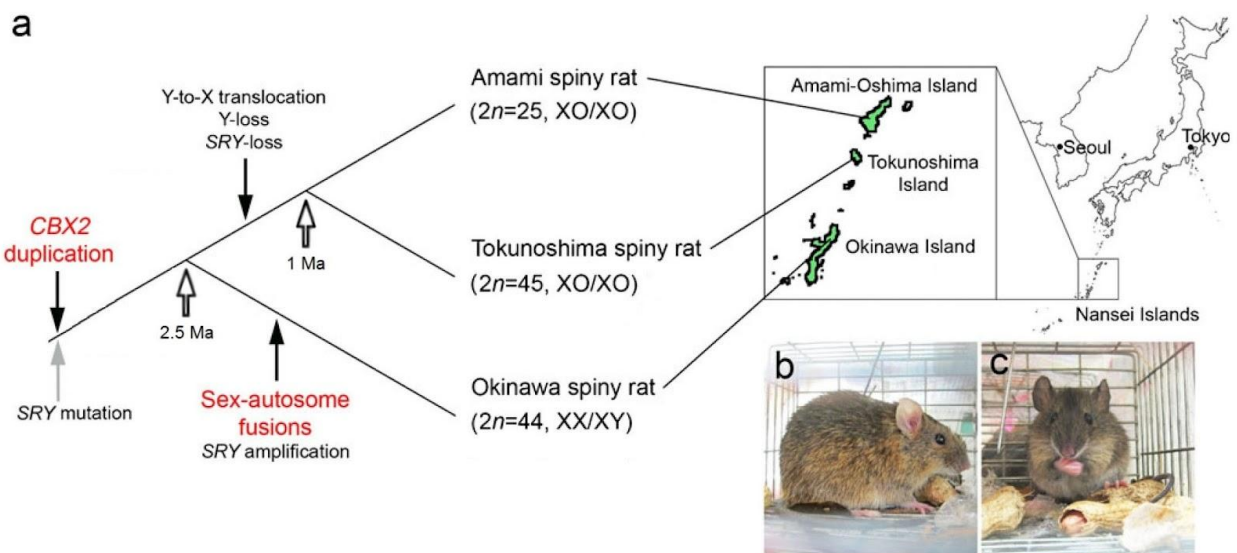 a
Y-to-X translocation
Y-loss
SRY-loss
CBX2
duplication
SRY mutation
2.5 Ma
1 Ma
Sex-autosome
fusions
SRY amplification
Amami spiny rat
(2n=25, XO/XO)
Tokunoshima spiny rat
(2n=45, XO/XO)
Okinawa spiny rat
(2n=44, XX/XY)
Amami-Oshima Island
Tokunoshima
Island
Okinawa Island
Seoul
Tokyo
Nansei Islands
b
c